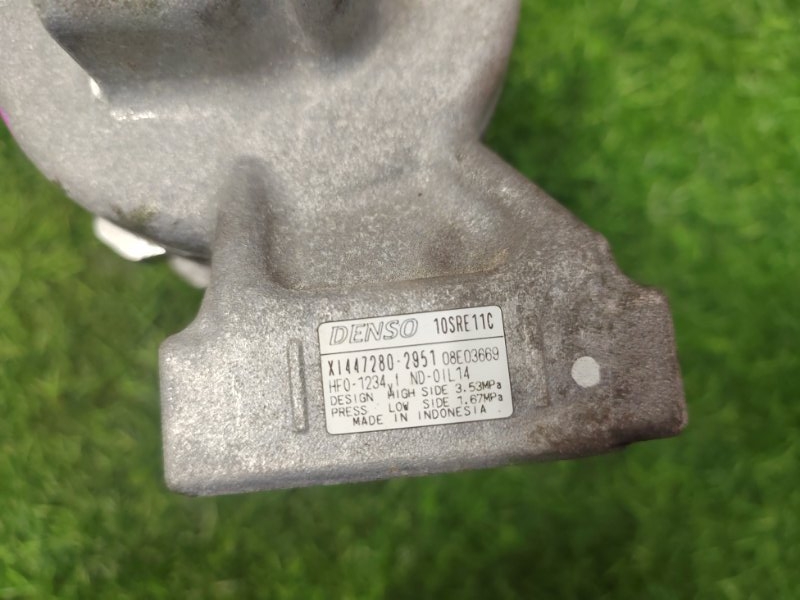 DENSO 10SRE11C
X1447280-2951 08E03669
HFO-1234yf ND-OIL14
DESIGN HIGH SIDE 3.53MPa
PRESS LOW SIDE 1.67MPa
MADE IN INDONESIA